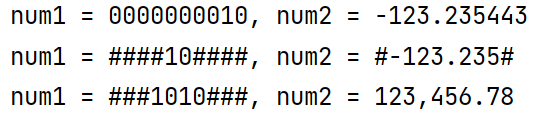 num1 = 0000000010, num2 = -123.235443
num1 = ####10####, num2 = #-123.235#
num1 = ###1010###, num2 = 123,456.78